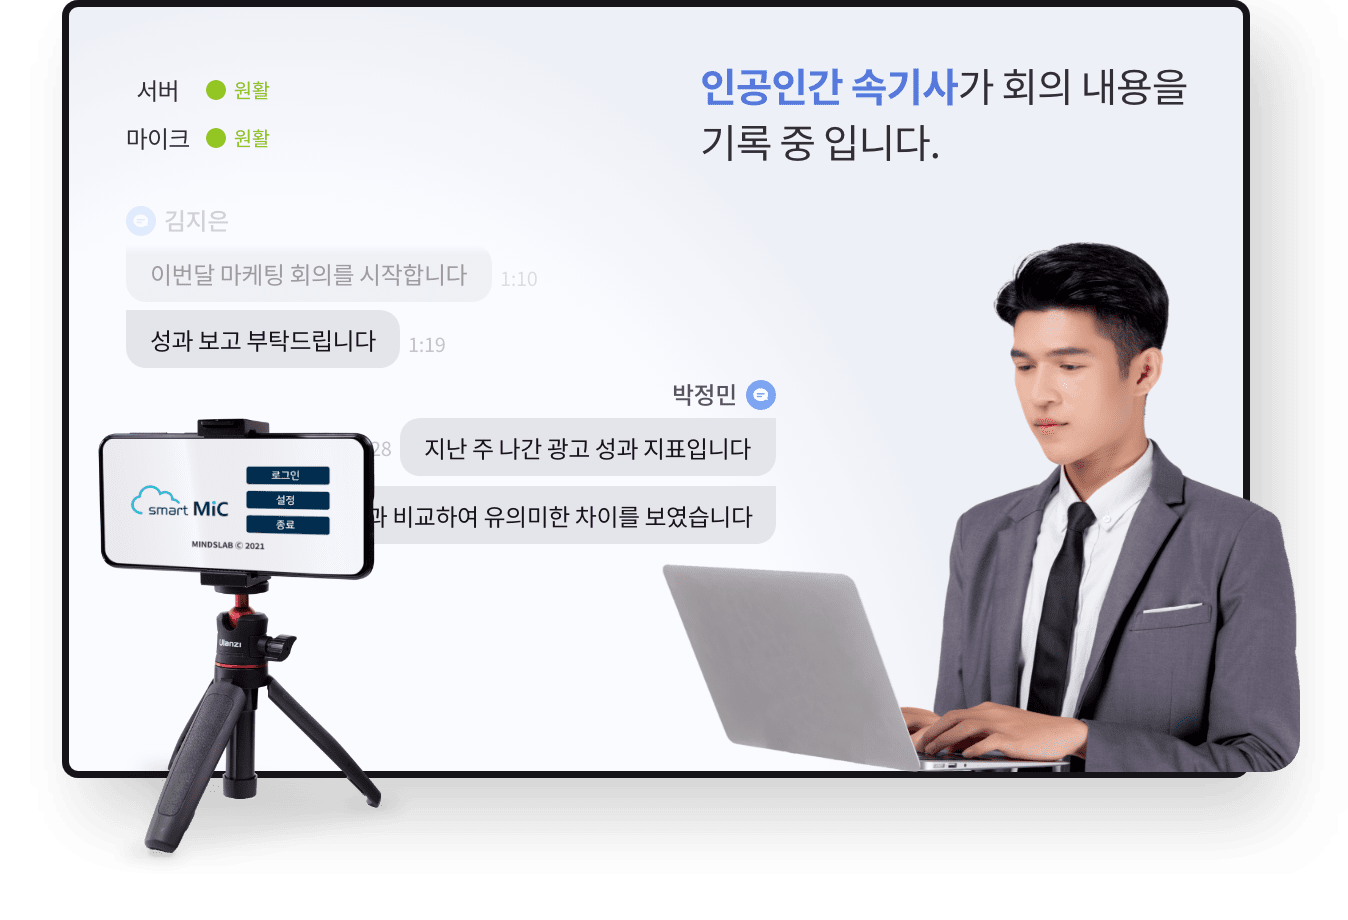 서버 원활
마이크 원활
인공인간 속기사가 회의 내용을
기록 중 입니다.
김지은
이번달 마케팅 회의를 시작합니다 1:10
성과 보고 부탁드립니다 1:19
박정민
28 지난 주 나간 광고 성과 지표입니다
과 비교하여 유의미한 차이를 보였습니다
smart MiC
로그인
설정
종료
MINDSLAB © 2021
Ulanzi